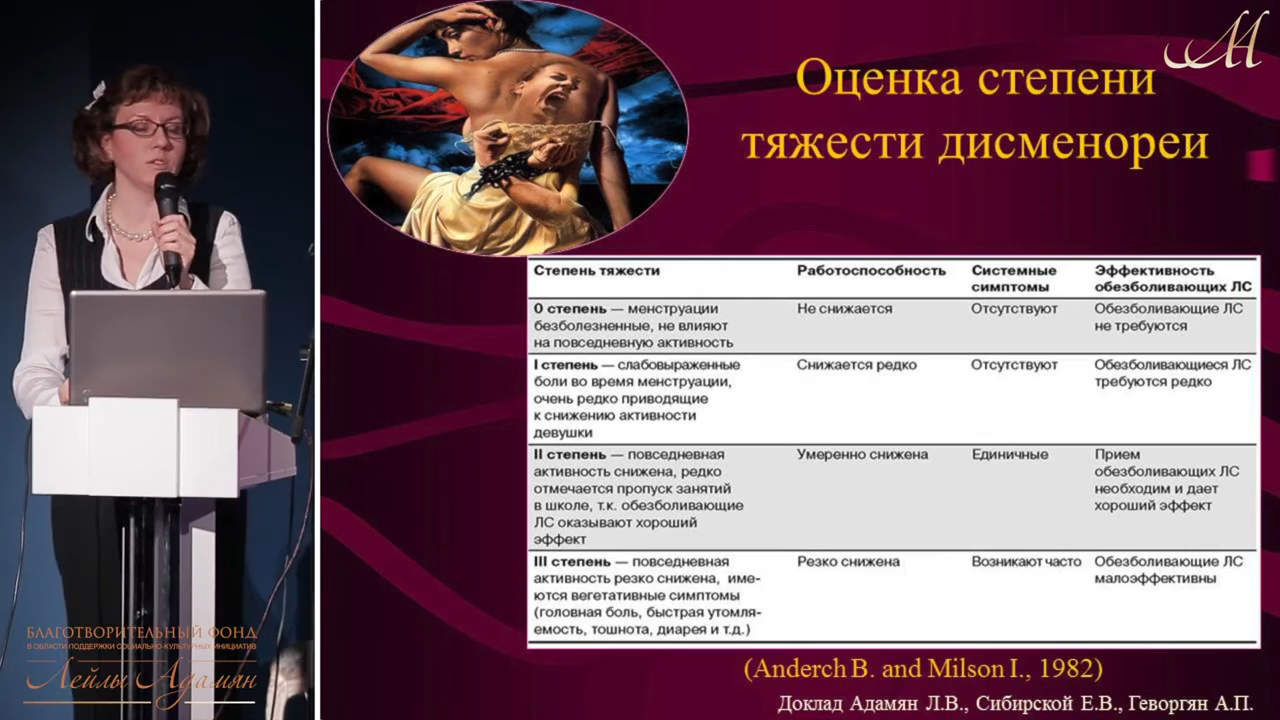 Оценка степени
тяжести дисменореи
Степень тяжести
Работоспособность
Системные
симптомы
Эффективность
обезболивающих ЛС
0 степень — менструации
безболезненные, не влияют
на повседневную активность
Не снижается
Отсутствуют
Обезболивающие ЛС
не требуются
I степень — слабовыраженные
боли во время менструации,
очень редко приводящие
к снижению активности
девушки
Снижается редко
Отсутствуют
Обезболивающиеся ЛС
требуются редко
II степень — повседневная
активность снижена, редко
отмечается пропуск занятий
в школе, т.к. обезболивающие
ЛС оказывают хороший
эффект
Умеренно снижена
Единичные
Прием
обезболивающих ЛС
необходим и дает
хороший эффект
III степень — повседневная
активность резко снижена, име-
ются вегетативные симптомы
(головная боль, быстрая утомля-
емость, тошнота, диарея и т.д.)
Резко снижена
Возникают часто
Обезболивающие ЛС
малоэффективны
(Anderch B. and Milson I., 1982)
Доклад Адамян Л.В., Сибирской Е.В., Геворгян А.П.
БЛАГОТВОРИТЕЛЬНЫЙ ФОНД
В ОБЛАСТИ ПОДДЕРЖКИ СОЦИАЛЬНО-КУЛЬТУРНЫХ ИНИЦИАТИВ
Лейлы Адамян